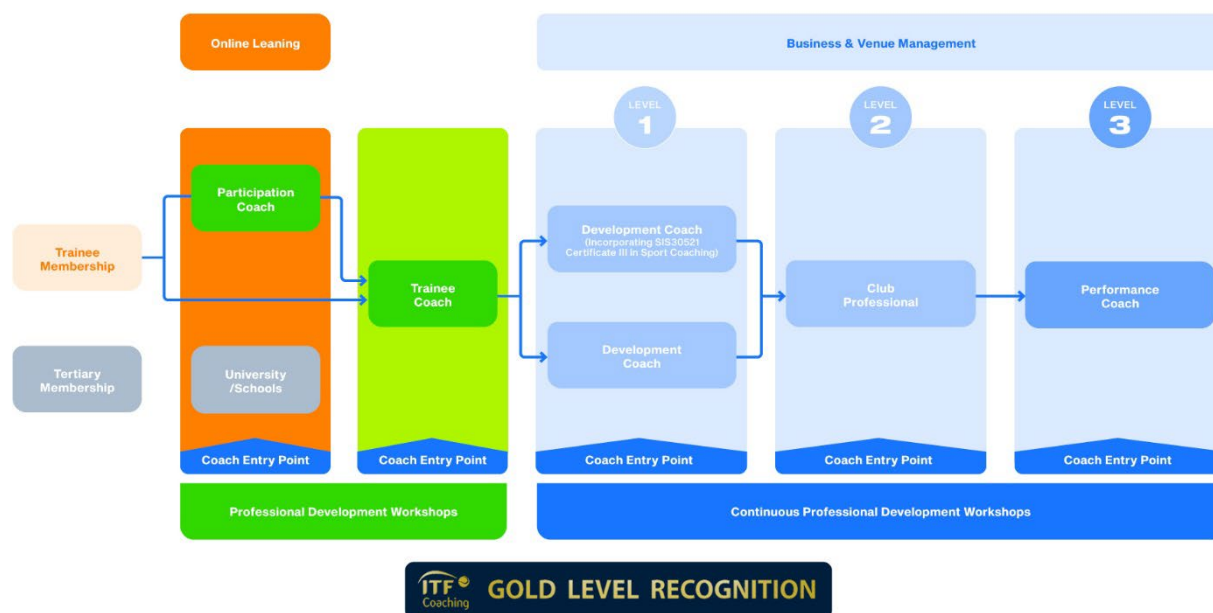 Online Leaning
Business & Venue Management
LEVEL
1
LEVEL
2
LEVEL
3
Participation
Coach
Trainee
Membership
Development Coach
(Incorporating SIS30521
Certificate III in Sport Coaching)
Trainee
Coach
Club
Professional
Performance
Coach
Tertiary
Membership
University
/Schools
Development
Coach
Coach Entry Point
Coach Entry Point
Coach Entry Point
Coach Entry Point
Coach Entry Point
Professional Development Workshops
Continuous Professional Development Workshops
ITF
Coaching
GOLD LEVEL RECOGNITION